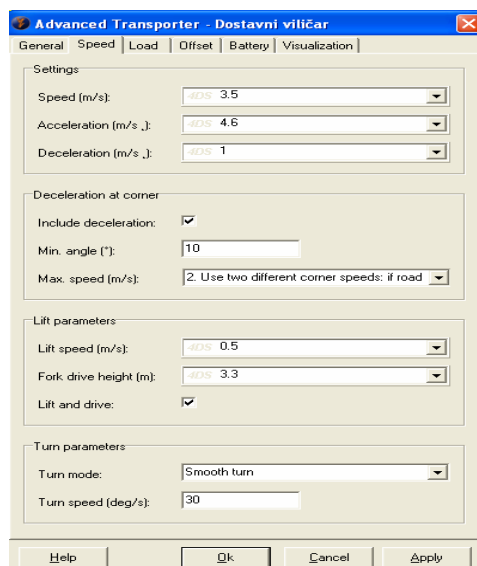 Advanced Transporter - Dostavni viličar
General Speed Load Offset Battery Visualization
Settings
Speed (m/s): 4DS 3.5
Acceleration (m/s ˛): 4DS 4.6
Deceleration (m/s ˛): 4DS 1
Deceleration at corner
Include deceleration:
Min. angle (°): 10
Max. speed (m/s): 2. Use two different corner speeds: if road
Lift parameters
Lift speed (m/s): 4DS 0.5
Fork drive height (m): 4DS 3.3
Lift and drive:
Turn parameters
Turn mode: Smooth turn
Turn speed (deg/s): 30
Help Ok Cancel Apply